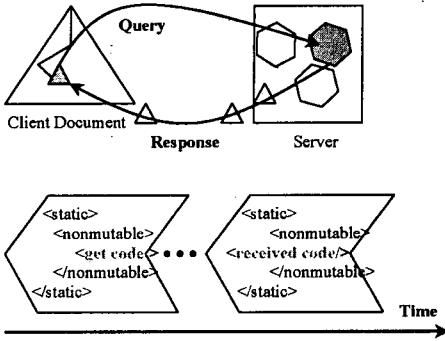 Query
Client Document
Response
Server
<static>
<nonmutable>
<get code/>
</nonmutable>
</static>
<static>
<nonmutable>
<received code/>
</nonmutable>
</static>
Time